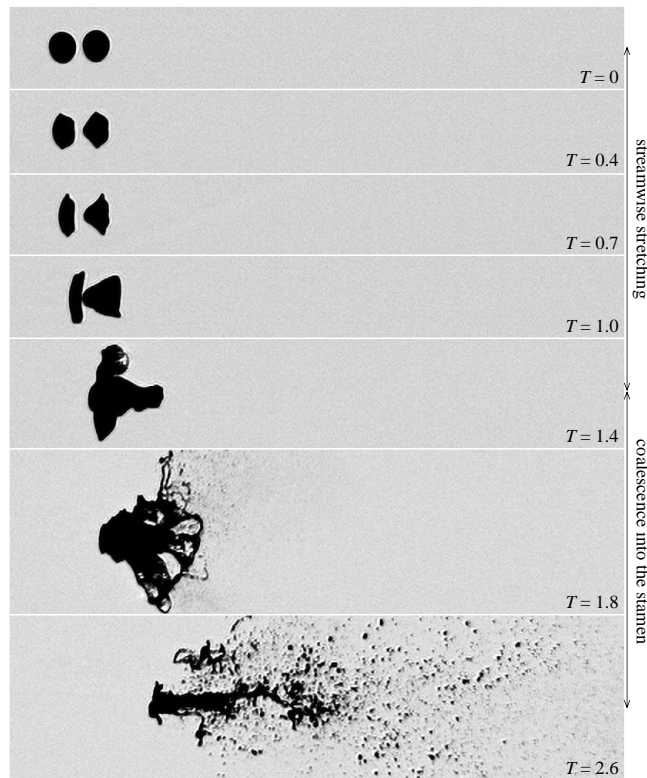 T = 0
T = 0.4
T = 0.7
T = 1.0
T = 1.4
T = 1.8
T = 2.6
streamwise stretching
coalescence into the stamen